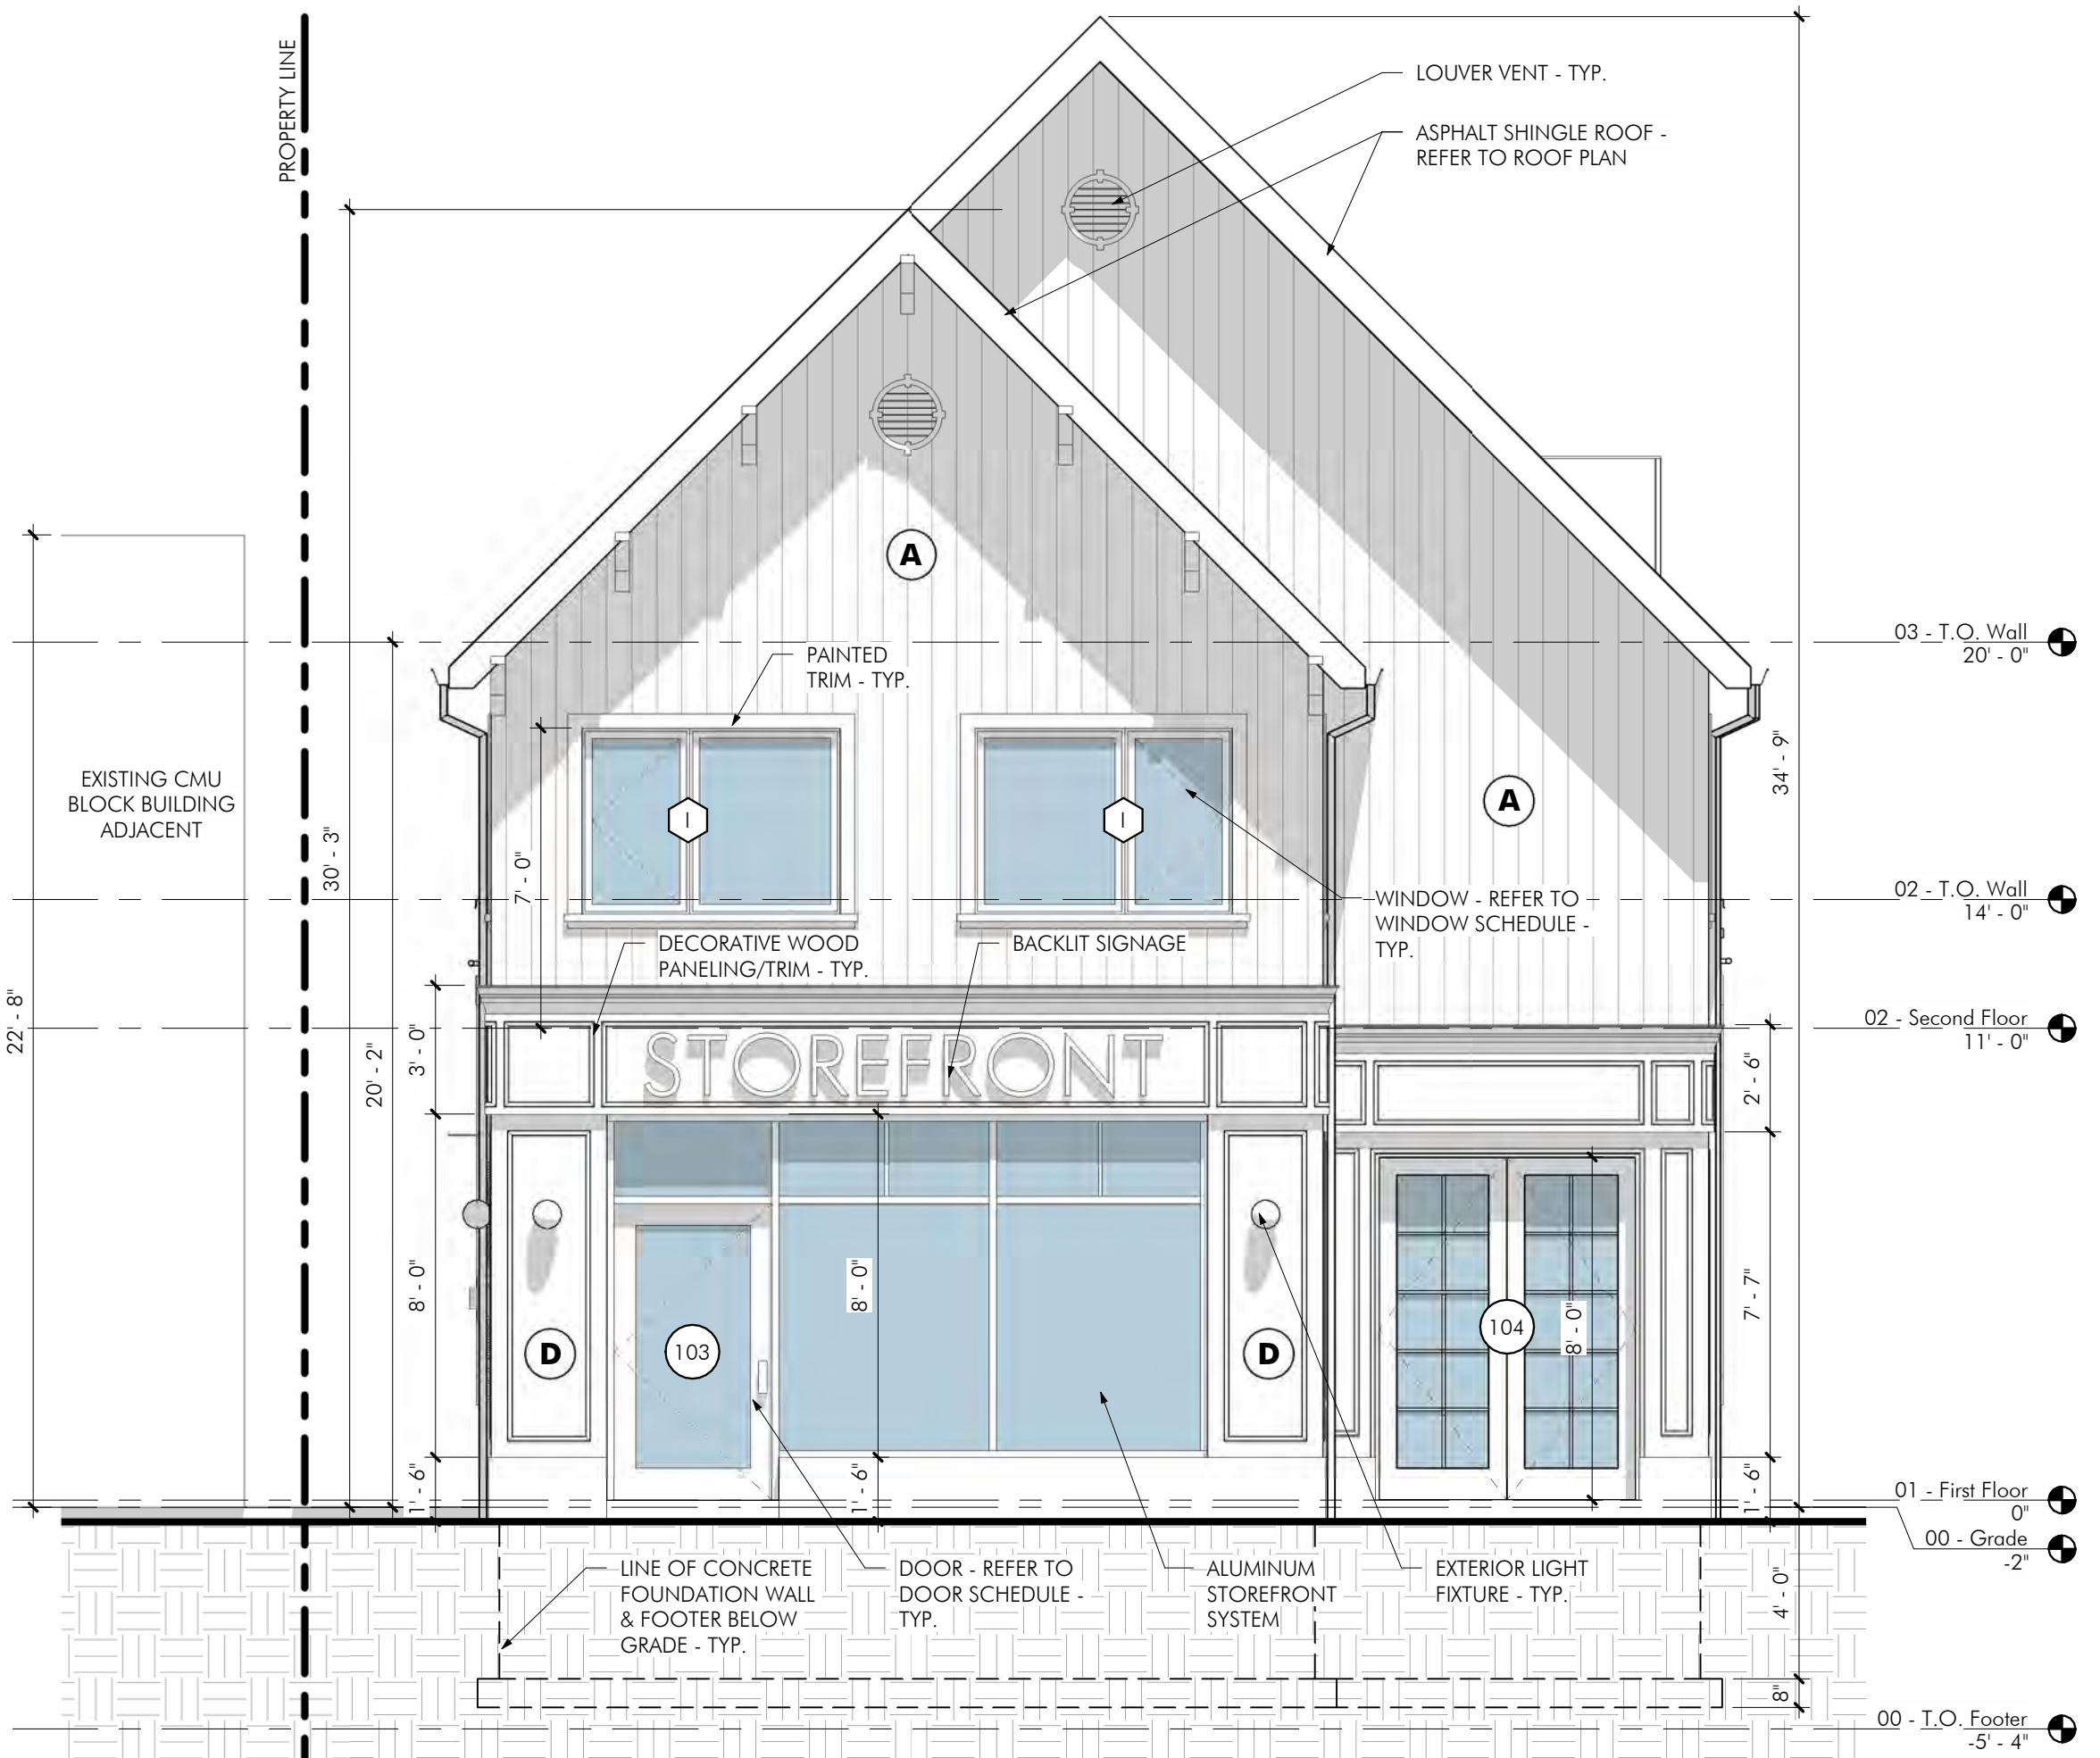 PROPERTY LINE
LOUVER VENT - TYP.
ASPHALT SHINGLE ROOF -
REFER TO ROOF PLAN
A
03 - T.O. Wall
20' - 0"
PAINTED
TRIM - TYP.
EXISTING CMU
BLOCK BUILDING
ADJACENT
30' - 3"
7' - 0"
I
I
A
34' - 9"
WINDOW - REFER TO
WINDOW SCHEDULE -
TYP.
02 - T.O. Wall
14' - 0"
DECORATIVE WOOD
PANELING/TRIM - TYP.
BACKLIT SIGNAGE
22' - 8"
20' - 2"
3' - 0"
STOREFRONT
02 - Second Floor
11' - 0"
2' - 6"
8' - 0"
8' - 0"
8' - 0"
7' - 7"
D
103
D
104
1' - 6"
1' - 6"
1' - 6"
01 - First Floor
0"
00 - Grade
-2"
LINE OF CONCRETE
FOUNDATION WALL
& FOOTER BELOW
GRADE - TYP.
DOOR - REFER TO
DOOR SCHEDULE -
TYP.
ALUMINUM
STOREFRONT
SYSTEM
EXTERIOR LIGHT
FIXTURE - TYP.
4' - 0"
8"
00 - T.O. Footer
-5' - 4"